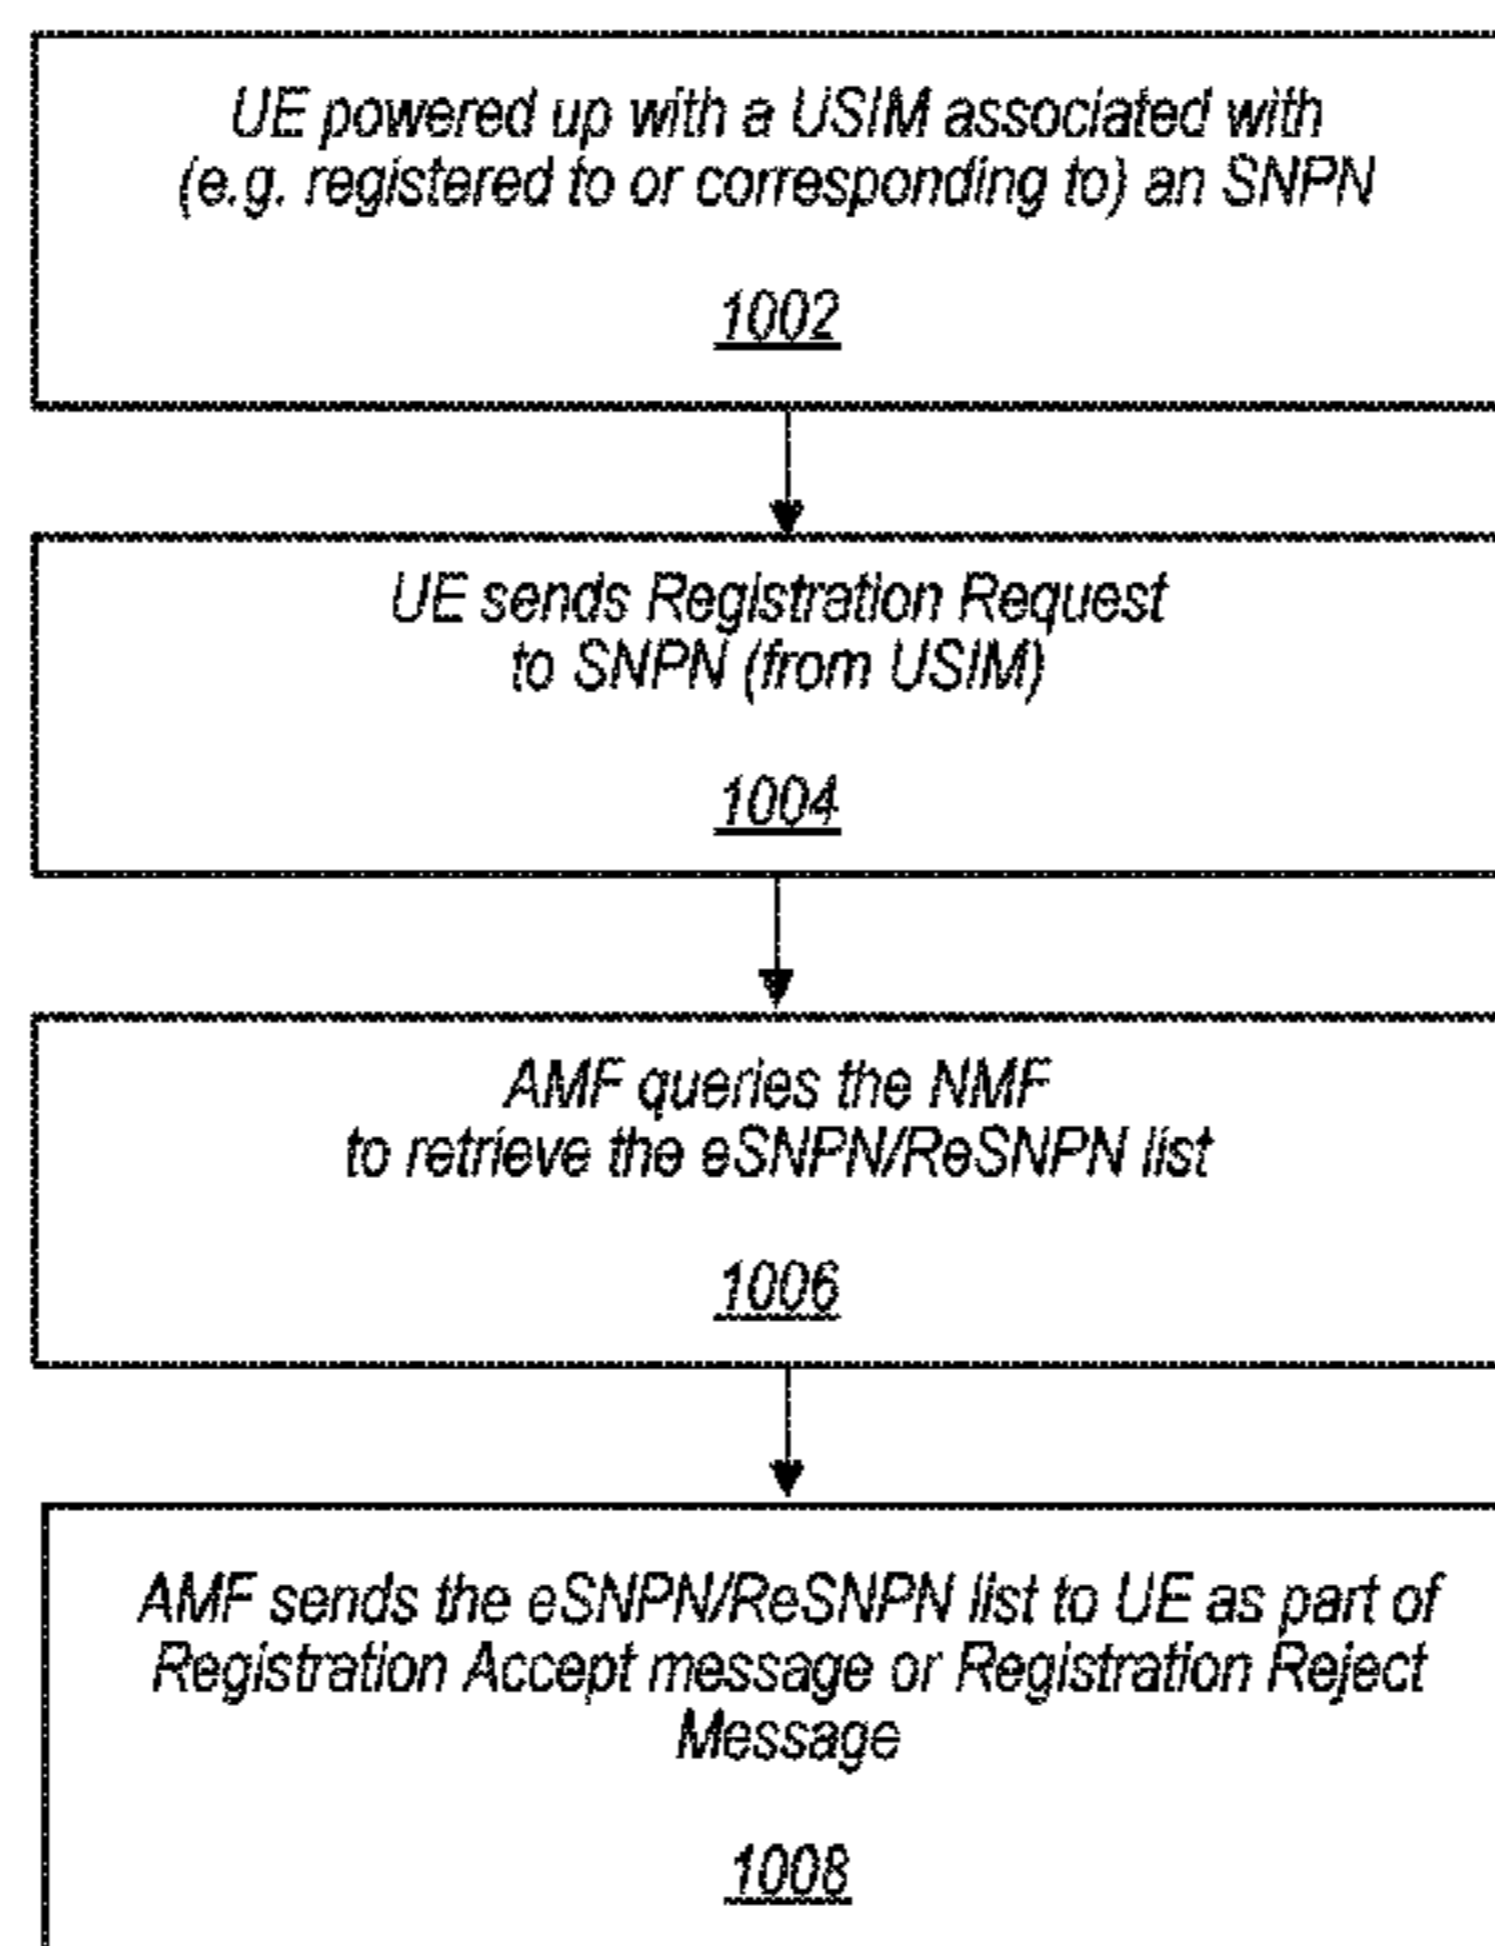 UE powered up with a USIM associated with
(e.g. registered to or corresponding to) an SNPN
1002
UE sends Registration Request
to SNPN (from USIM)
1004
AMF queries the NMF
to retrieve the eSNPN/ReSNPN list
1006
AMF sends the eSNPN/ReSNPN list to UE as part of
Registration Accept message or Registration Reject
Message
1008